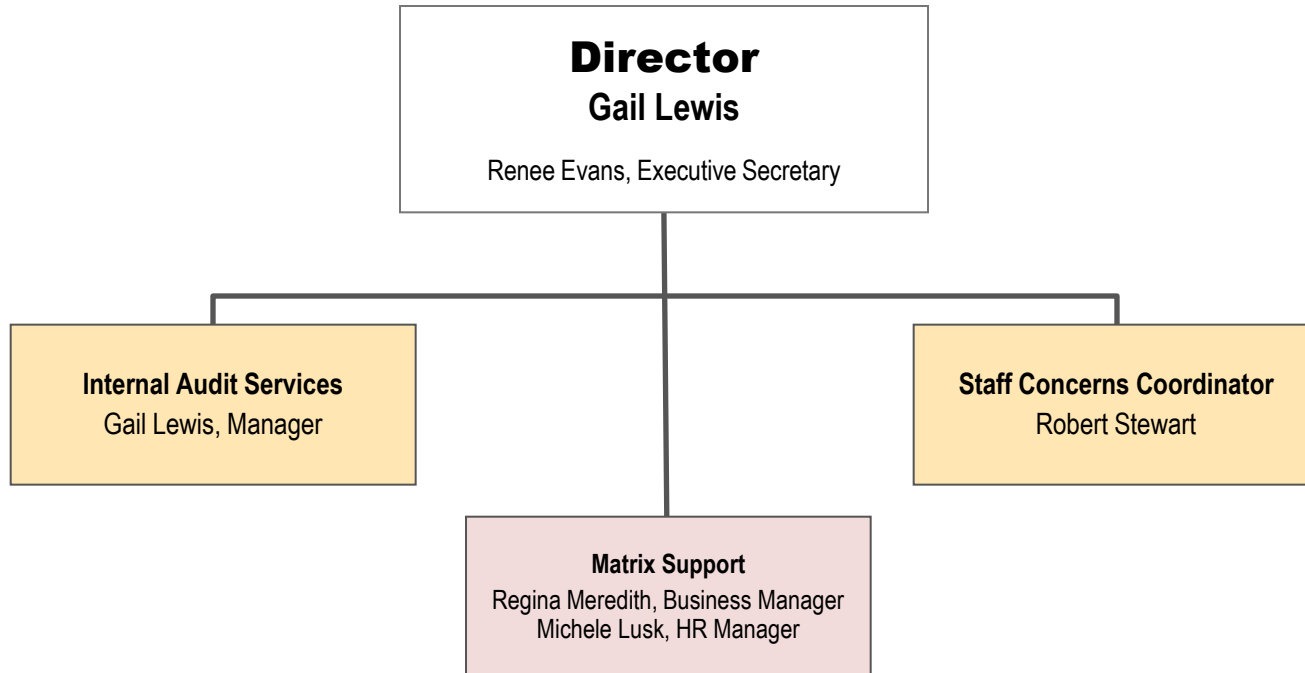 Director
Gail Lewis
Renee Evans, Executive Secretary
Internal Audit Services
Gail Lewis, Manager
Staff Concerns Coordinator
Robert Stewart
Matrix Support
Regina Meredith, Business Manager
Michele Lusk, HR Manager